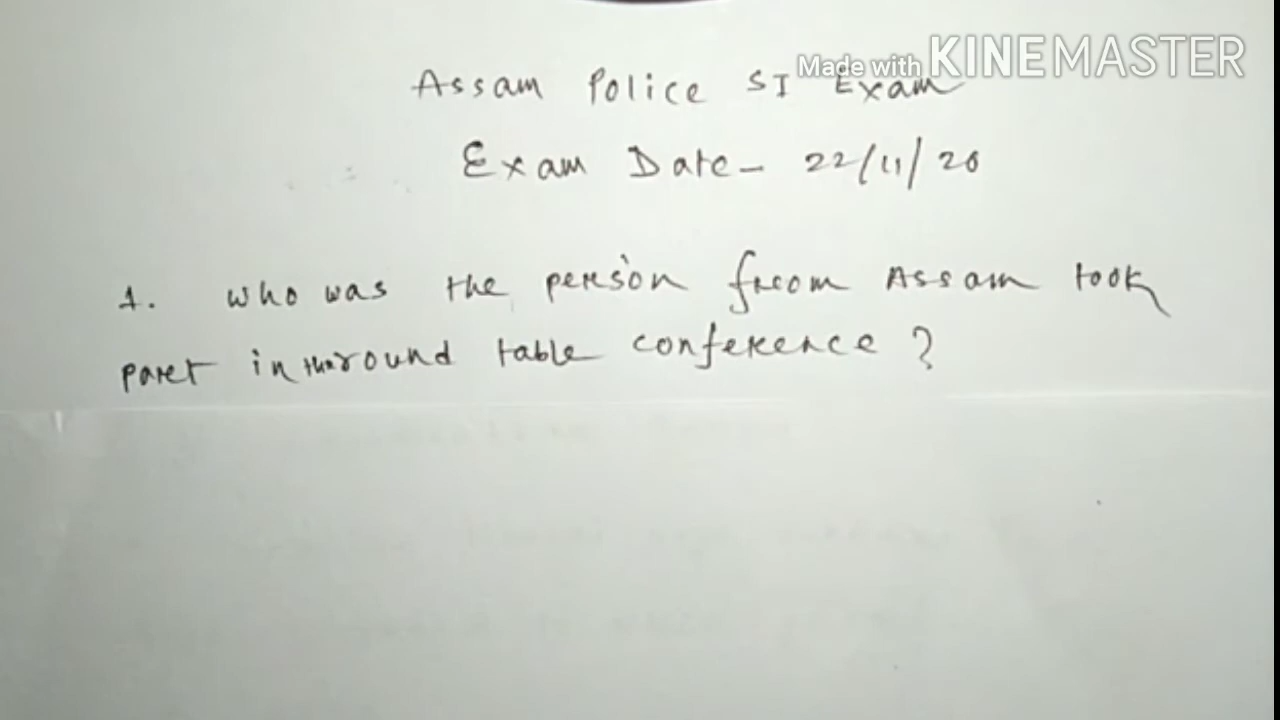 Made with KINEMASTER
Assam Police SI Exam
Exam Date - 22/11/20
1. who was the person from Assam took
part in the round table conference ?